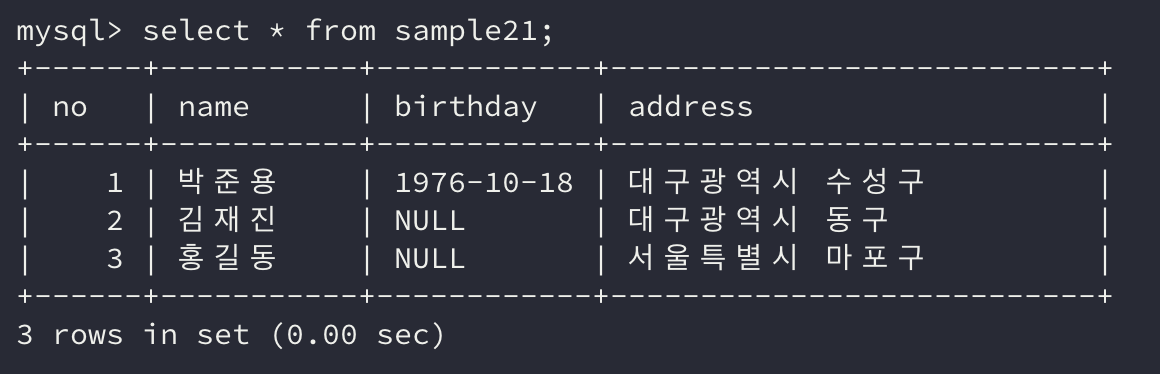 mysql> select * from sample21;
+------+-----------+------------+---------------------------+
| no   | name      | birthday   | address                   |
+------+-----------+------------+---------------------------+
|    1 | 박준용    | 1976-10-18 | 대구광역시 수성구         |
|    2 | 김재진    | NULL       | 대구광역시 동구           |
|    3 | 홍길동    | NULL       | 서울특별시 마포구         |
+------+-----------+------------+---------------------------+
3 rows in set (0.00 sec)